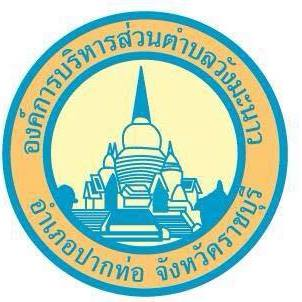 องค์การบริหารส่วนตำบลวังมะนาว
อำเภอปากท่อ จังหวัดราชบุรี